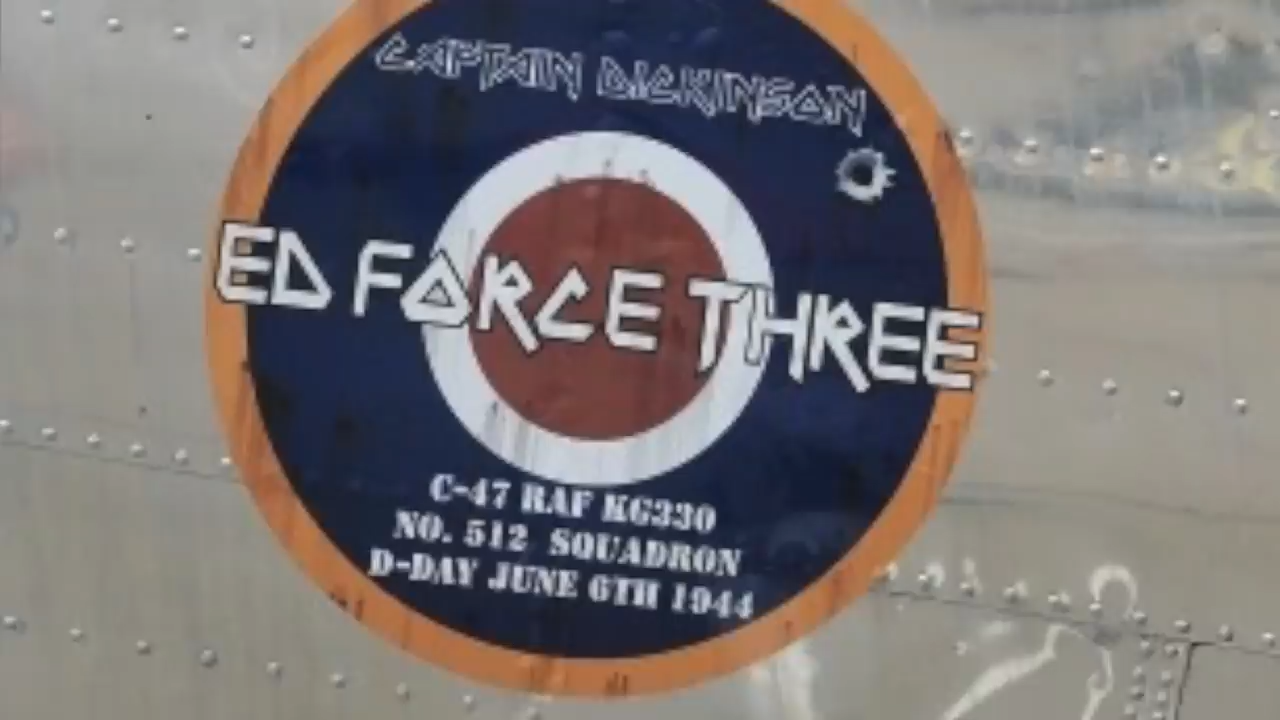 CAPTAIN DICKINSON
ED FORCE THREE
C-47 RAF KG330
NO. 512 SQUADRON
D-DAY JUNE 6TH 1944